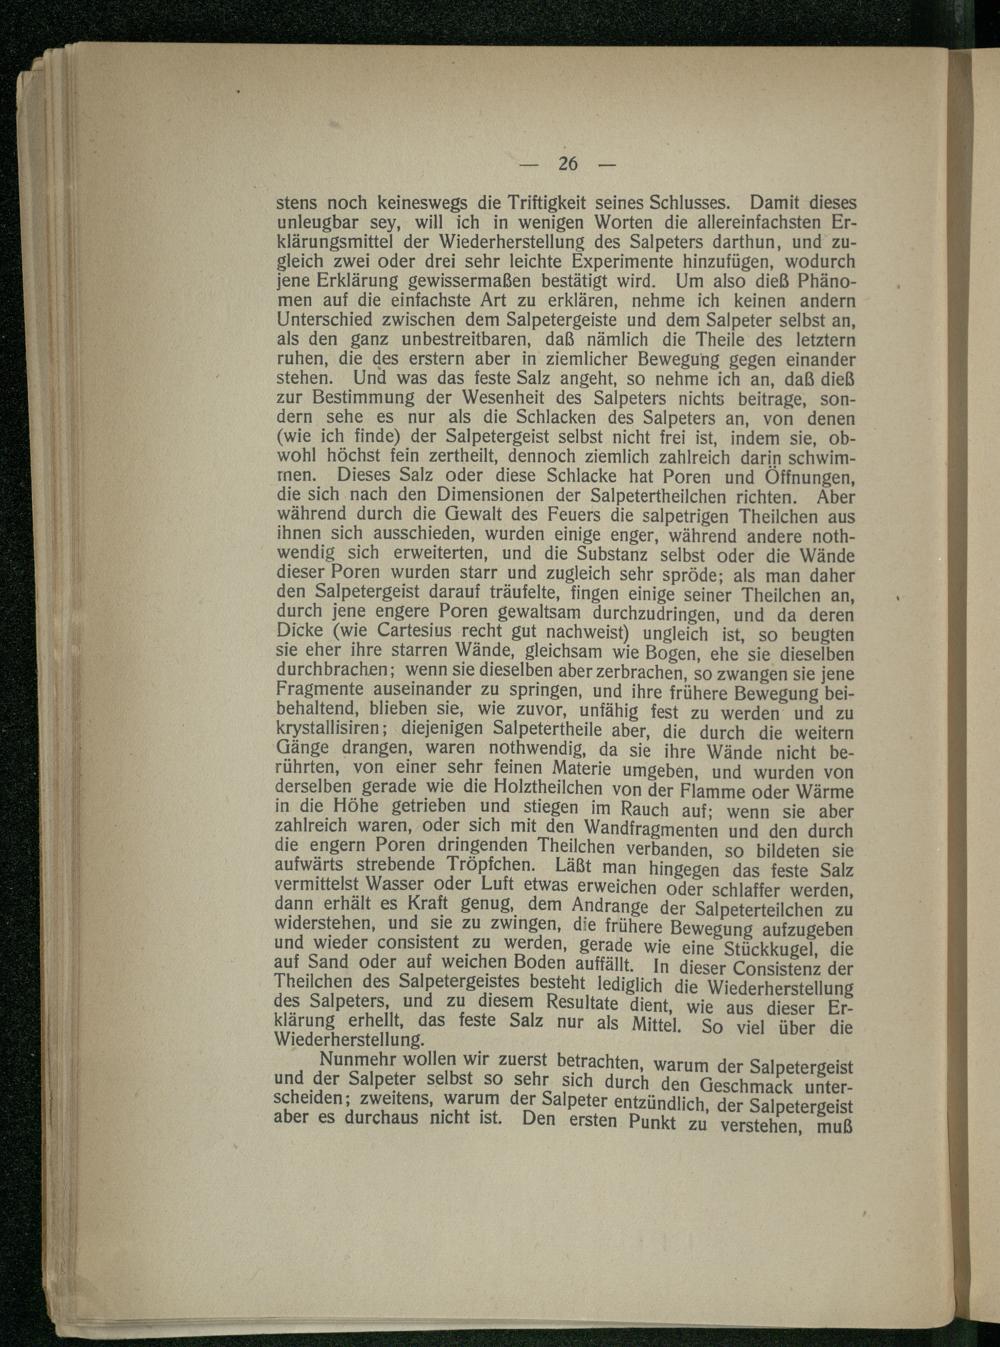 — 26 —
stens noch keineswegs die Triftigkeit seines Schlusses. Damit dieses
unleugbar sey, will ich in wenigen Worten die allereinfachsten Er-
klärungsmittel der Wiederherstellung des Salpeters darthun, und zu-
gleich zwei oder drei sehr leichte Experimente hinzufügen, wodurch
jene Erklärung gewissermaßen bestätigt wird. Um also dieß Phäno-
men auf die einfachste Art zu erklären, nehme ich keinen andern
Unterschied zwischen dem Salpetergeiste und dem Salpeter selbst an,
als den ganz unbestreitbaren, daß nämlich die Theile des letztern
ruhen, die des erstern aber in ziemlicher Bewegung gegen einander
stehen. Und was das feste Salz angeht, so nehme ich an, daß dieß
zur Bestimmung der Wesenheit des Salpeters nichts beitrage, son-
dern sehe es nur als die Schlacken des Salpeters an, von denen
(wie ich finde) der Salpetergeist selbst nicht frei ist, indem sie, ob-
wohl höchst fein zertheilt, dennoch ziemlich zahlreich darin schwim-
men. Dieses Salz oder diese Schlacke hat Poren und Öffnungen,
die sich nach den Dimensionen der Salpetertheilchen richten. Aber
während durch die Gewalt des Feuers die salpetrigen Theilchen aus
ihnen sich ausschieden, wurden einige enger, während andere noth-
wendig sich erweiterten, und die Substanz selbst oder die Wände
dieser Poren wurden starr und zugleich sehr spröde; als man daher
den Salpetergeist darauf träufelte, fingen einige seiner Theilchen an,
durch jene engere Poren gewaltsam durchzudringen, und da deren
Dicke (wie Cartesius recht gut nachweist) ungleich ist, so beugten
sie eher ihre starren Wände, gleichsam wie Bogen, ehe sie dieselben
durchbrachen; wenn sie dieselben aber zerbrachen, so zwangen sie jene
Fragmente auseinander zu springen, und ihre frühere Bewegung bei-
behaltend, blieben sie, wie zuvor, unfähig fest zu werden und zu
krystallisiren; diejenigen Salpetertheile aber, die durch die weitern
Gänge drangen, waren nothwendig, da sie ihre Wände nicht be-
rührten, von einer sehr feinen Materie umgeben, und wurden von
derselben gerade wie die Holztheilchen von der Flamme oder Wärme
in die Höhe getrieben und stiegen im Rauch auf; wenn sie aber
zahlreich waren, oder sich mit den Wandfragmenten und den durch
die engern Poren dringenden Theilchen verbanden, so bildeten sie
aufwärts strebende Tröpfchen. Läßt man hingegen das feste Salz
vermittelst Wasser oder Luft etwas erweichen oder schlaffer werden,
dann erhält es Kraft genug, dem Andrange der Salpeterteilchen zu
widerstehen, und sie zu zwingen, die frühere Bewegung aufzugeben
und wieder consistent zu werden, gerade wie eine Stückkugel, die
auf Sand oder auf weichen Boden auffällt. In dieser Consistenz der
Theilchen des Salpetergeistes besteht lediglich die Wiederherstellung
des Salpeters, und zu diesem Resultate dient, wie aus dieser Er-
klärung erhellt, das feste Salz nur als Mittel. So viel über die
Wiederherstellung.
Nunmehr wollen wir zuerst betrachten, warum der Salpetergeist
und der Salpeter selbst so sehr sich durch den Geschmack unter-
scheiden; zweitens, warum der Salpeter entzündlich, der Salpetergeist
aber es durchaus nicht ist. Den ersten Punkt zu verstehen, muß